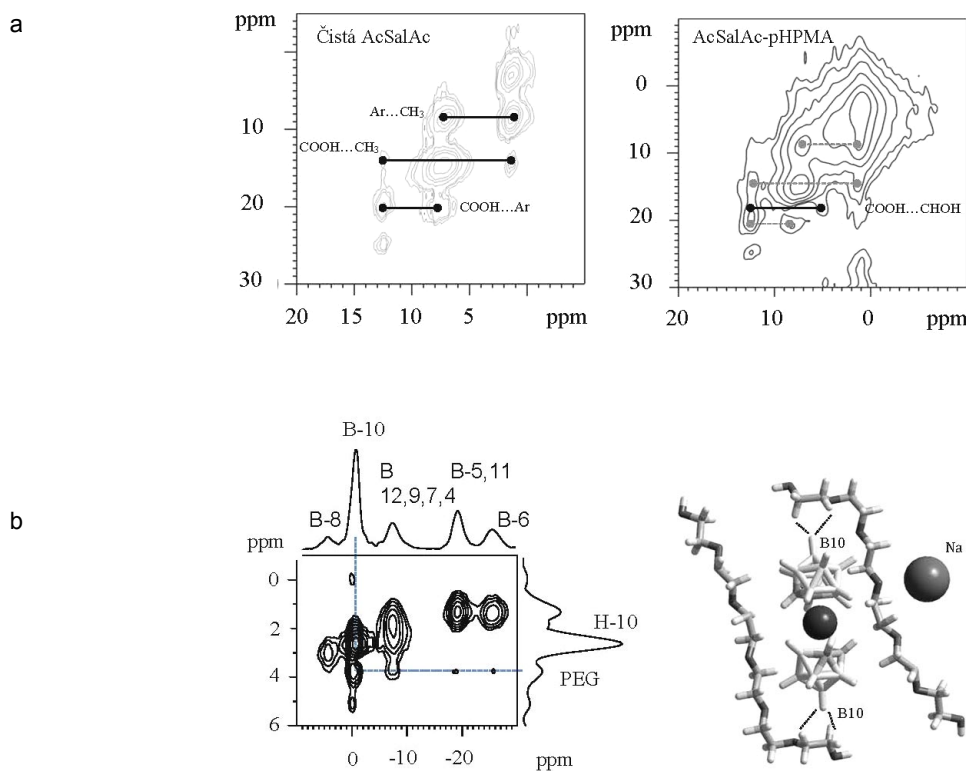 a
ppm
Čistá AcSalAc
Ar...CH₃
COOH...CH₃
COOH...Ar
10
20
30
20 15 10 5
ppm
ppm
AcSalAc-pHPMA
COOH...CHOH
0
10
20
30
20 10 0
ppm
b
B-10
B
12,9,7,4
B-5,11
B-8
B-6
ppm
0
2
4
6
H-10
PEG
0 -10 -20
ppm
B10
Na
B10